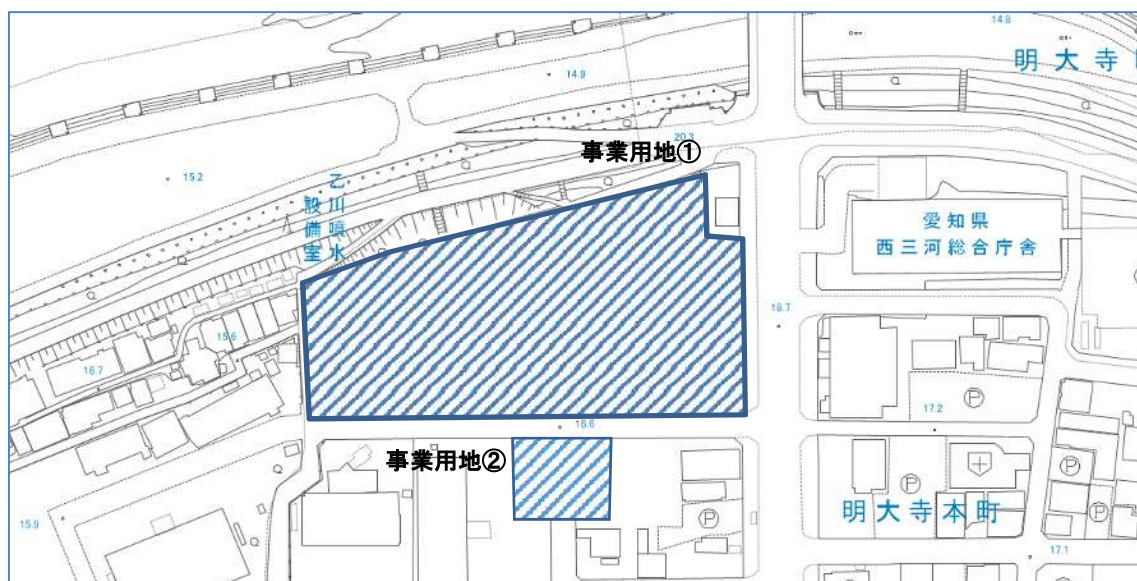 14.8
明大寺
14.9
20.3
事業用地①
15.2
乙川噴水
設備室
愛知県
西三河総合庁舎
18.7
15.6
16.7
17.2
Ⓟ
16.6
事業用地②
Ⓟ
Ⓟ
Ⓟ
明大寺本町
Ⓟ
15.9
17.1
Ⓟ